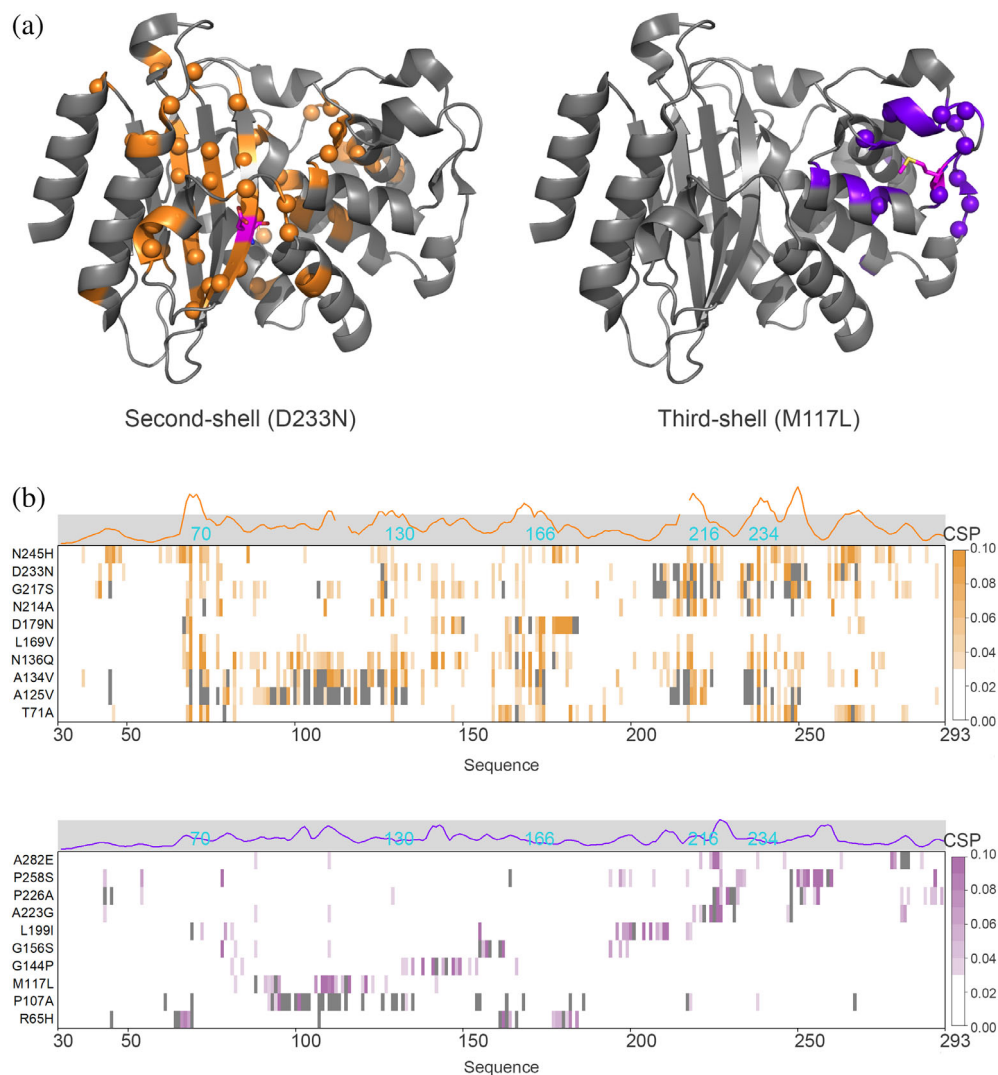 (a)
Second-shell (D233N)
Third-shell (M117L)
(b)
70 130 166 216 234
CSP
N245H
D233N
G217S
N214A
D179N
L169V
N136Q
A134V
A125V
T71A
0.10
0.08
0.06
0.04
0.02
0.00
30 50 100 150 200 250 293
Sequence
70 130 166 216 234
CSP
A282E
P258S
P226A
A223G
L199I
G156S
G144P
M117L
P107A
R65H
0.10
0.08
0.06
0.04
0.02
0.00
30 50 100 150 200 250 293
Sequence